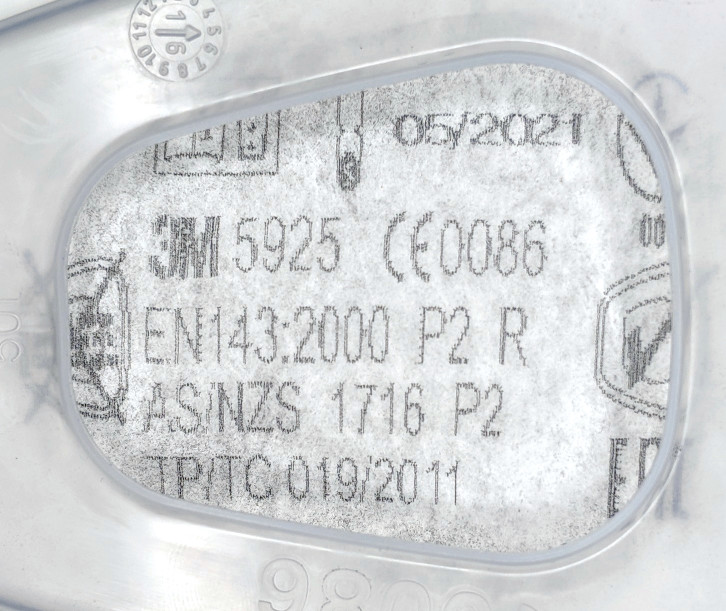 05/2021
3M 5925 CE0086
EN143:2000 P2 R
AS/NZS 1716 P2
TP/TC 019/2011